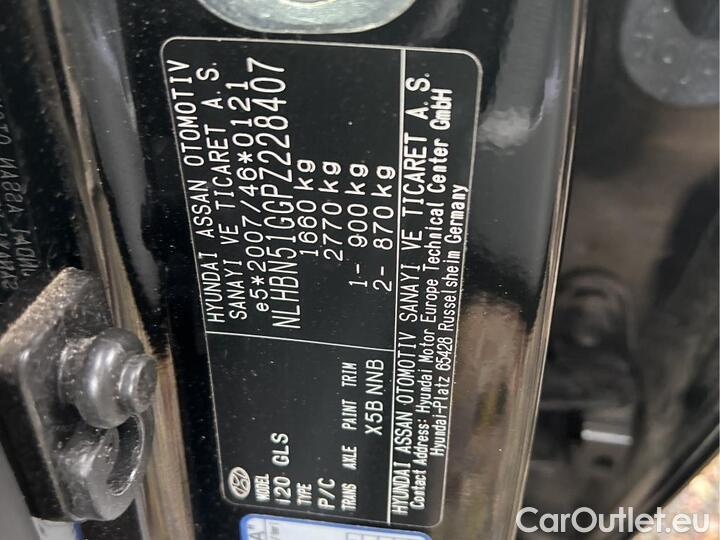 HYUNDAI ASSAN OTOMOTIV
SANAYI VE TICARET A. S.
e5*2007/46*0121
NLHBN51GGPZ228407
1660 kg
2770 kg
1- 900 kg
2- 870 kg
MODEL
I20 GLS
TYPE
P/C
TRANS AXLE PAINT TRIM
X5B NNB
HYUNDAI ASSAN OTOMOTIV SANAYI VE TICARET A. S.
Contact Address: Hyundai Motor Europe Technical Center GmbH
Hyundai-Platz 65428 Russelsheim Germany
CarOutlet.eu